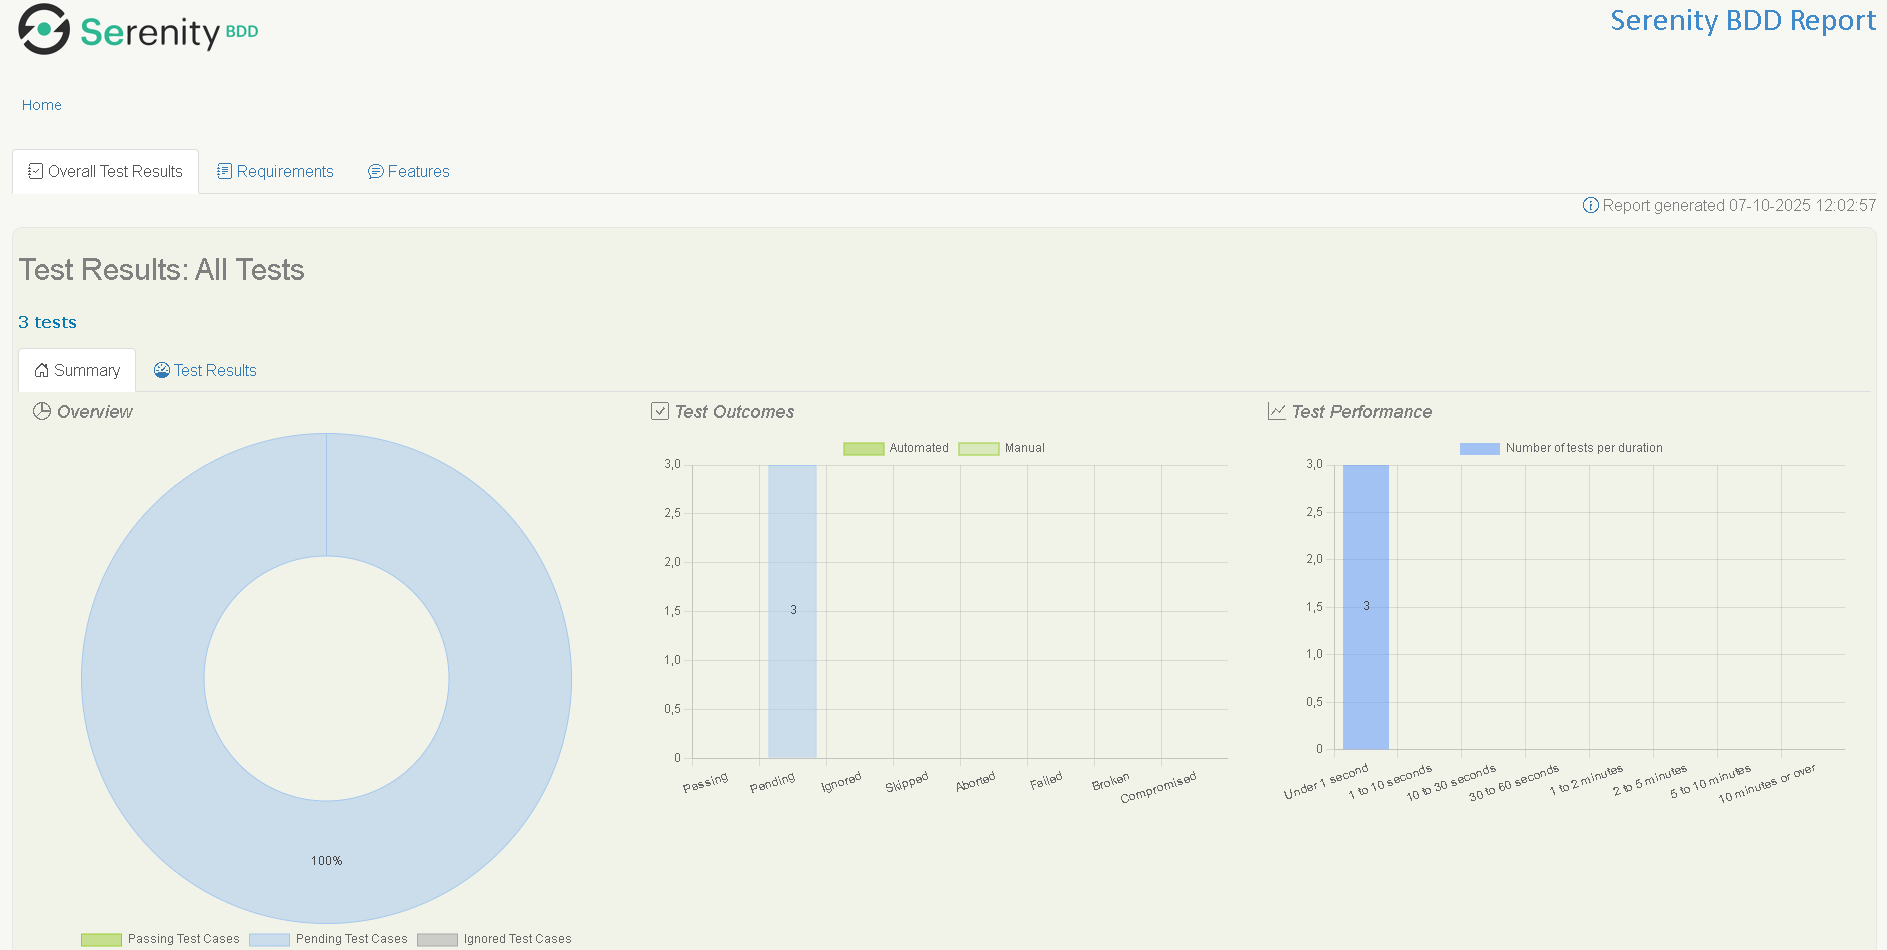 Serenity BDD
Serenity BDD Report
Home
Overall Test Results
Requirements
Features
Report generated 07-10-2025 12:02:57
Test Results: All Tests
3 tests
Summary
Test Results
Overview
100%
Passing Test Cases
Pending Test Cases
Ignored Test Cases
Test Outcomes
Automated
Manual
3,0
2,5
2,0
1,5
1,0
0,5
0
3
Passing
Pending
Ignored
Skipped
Aborted
Failed
Broken
Compromised
Test Performance
Number of tests per duration
3,0
2,5
2,0
1,5
1,0
0,5
0
3
Under 1 second
1 to 10 seconds
10 to 30 seconds
30 to 60 seconds
1 to 2 minutes
2 to 5 minutes
5 to 10 minutes
10 minutes or over